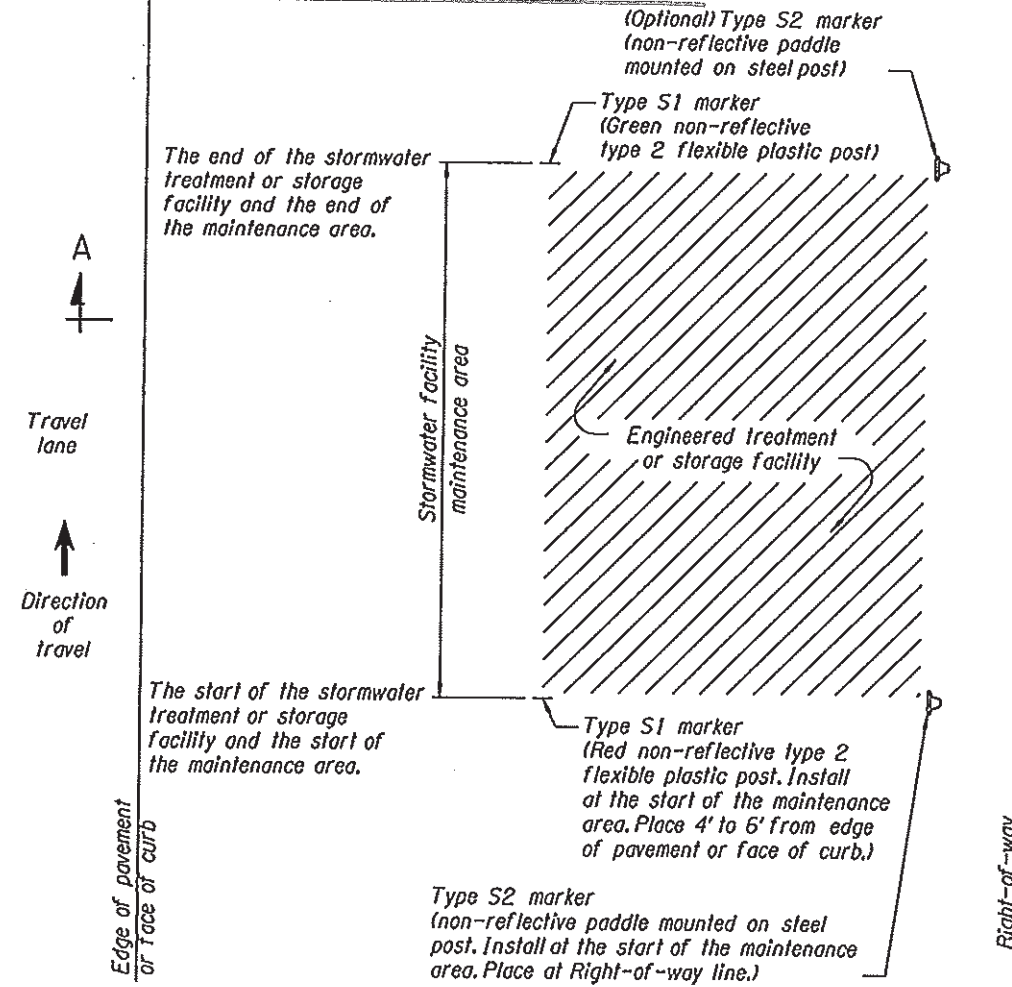 (Optional) Type S2 marker
(non-reflective paddle
mounted on steel post)
Type S1 marker
(Green non-reflective
type 2 flexible plastic post)
The end of the stormwater
treatment or storage
facility and the end of
the maintenance area.
A
Stormwater facility
maintenance area
Travel
lane
Engineered treatment
or storage facility
Direction
of
travel
The start of the stormwater
treatment or storage
facility and the start of
the maintenance area.
Type S1 marker
(Red non-reflective type 2
flexible plastic post. Install
at the start of the maintenance
area. Place 4' to 6' from edge
of pavement or face of curb.)
Edge of pavement
or face of curb
Right-of-way
Type S2 marker
(non-reflective paddle mounted on steel
post. Install at the start of the maintenance
area. Place at Right-of-way line.)